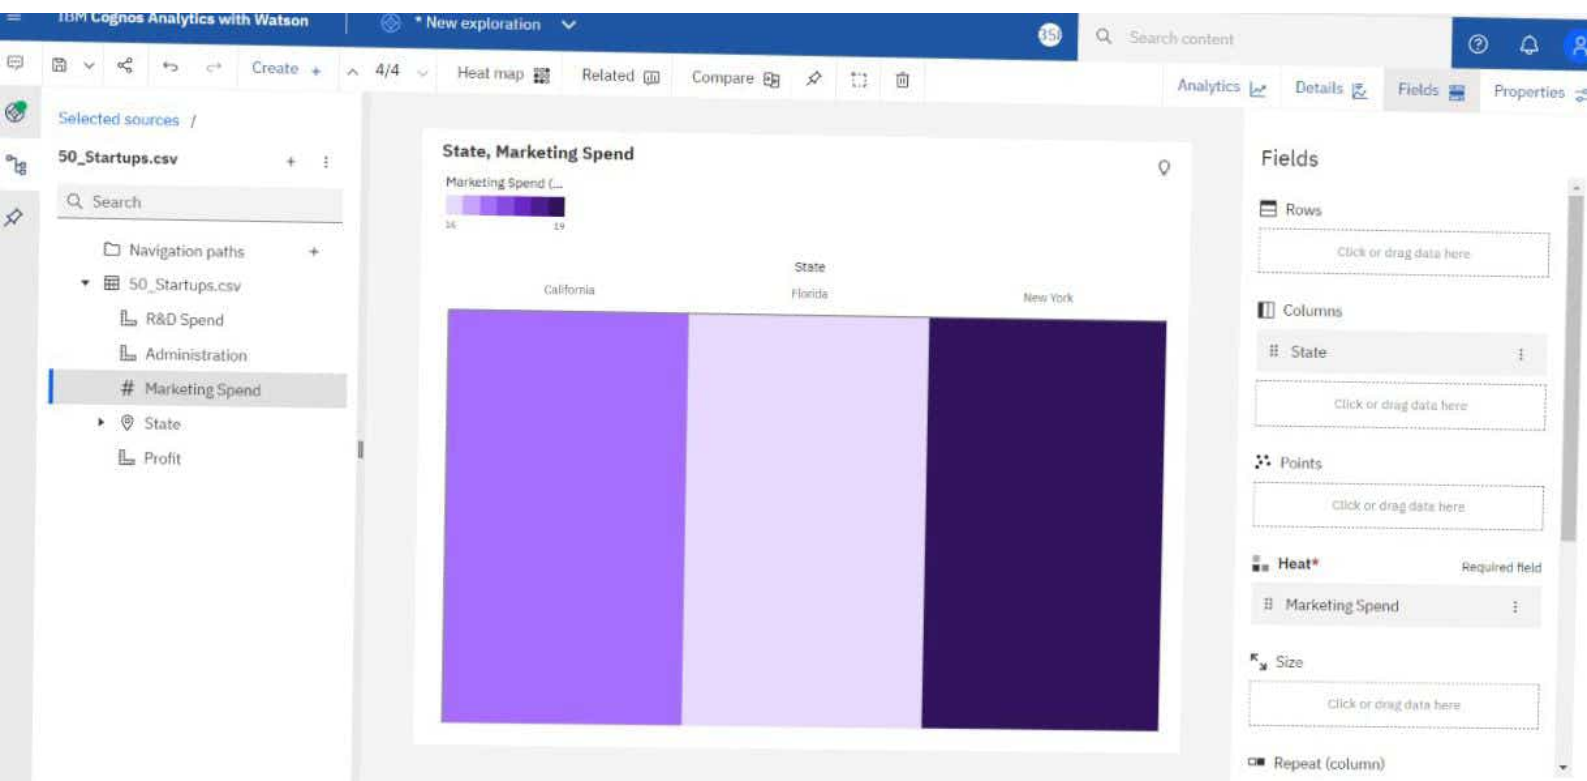 IBM Cognos Analytics with Watson
* New exploration
Search content
Create +
4/4
Heat map
Related
Compare
Analytics
Details
Fields
Properties
Selected sources /
50_Startups.csv
Search
Navigation paths
50_Startups.csv
R&D Spend
Administration
# Marketing Spend
State
Profit
State, Marketing Spend
Marketing Spend (...
16 19
State
California Florida New York
Fields
Rows
Click or drag data here
Columns
State
Click or drag data here
Points
Click or drag data here
Heat* Required field
Marketing Spend
Size
Click or drag data here
Repeat (column)